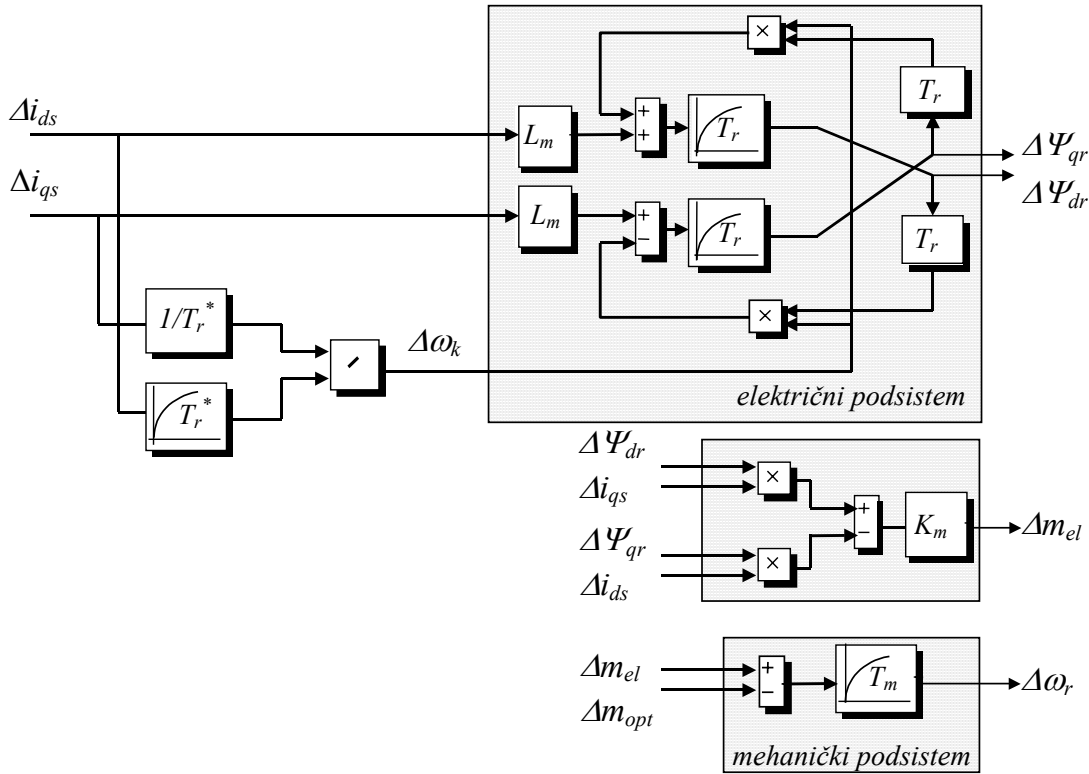 ×
T_r
Δi_ds
L_m
+
+
T_r
ΔΨ_qr
ΔΨ_dr
Δi_qs
L_m
+
−
T_r
T_r
1/T_r*
×
Δω_k
T_r*
električni podsistem
ΔΨ_dr
×
Δi_qs
+
−
K_m
Δm_el
ΔΨ_qr
×
Δi_ds
Δm_el
+
−
T_m
Δω_r
Δm_opt
mehanički podsistem